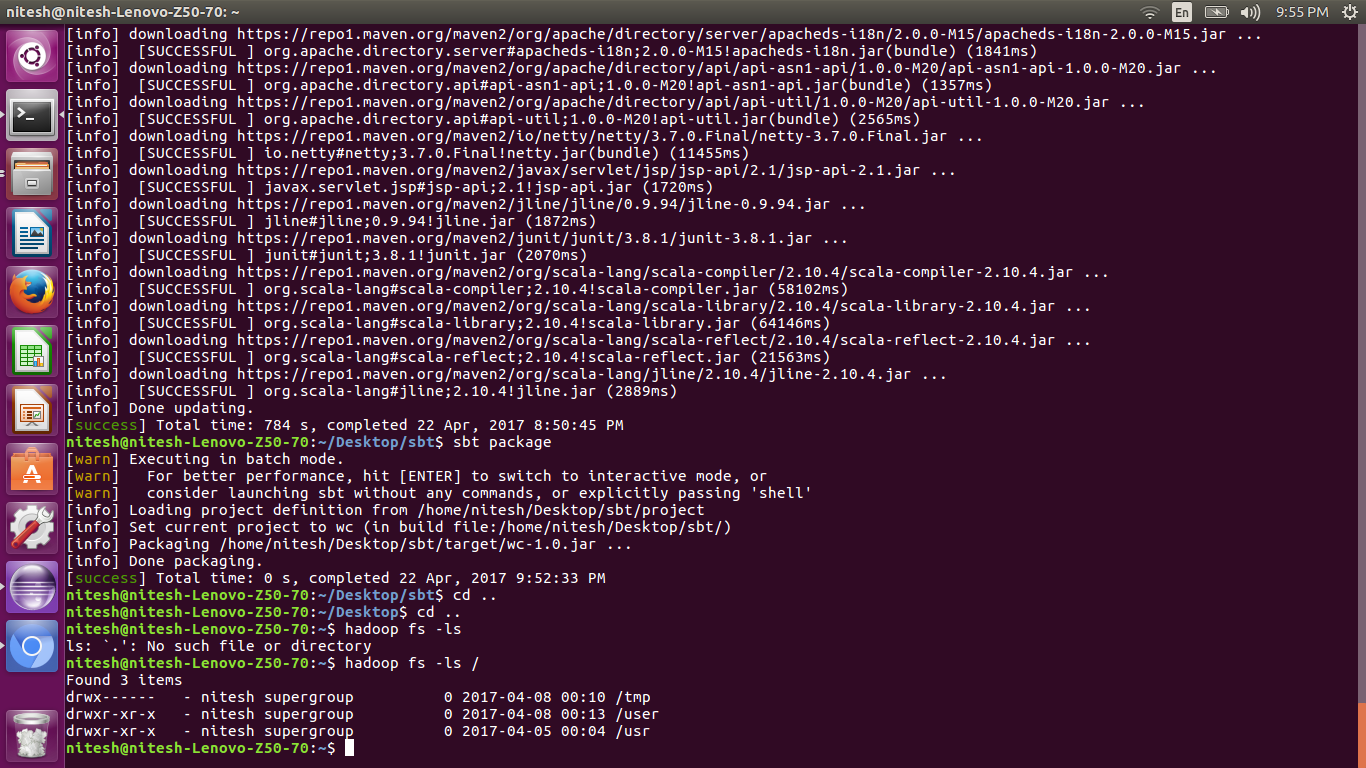 nitesh@nitesh-Lenovo-Z50-70: ~
En
9:55 PM
[info] downloading https://repo1.maven.org/maven2/org/apache/directory/server/apacheds-i18n/2.0.0-M15/apacheds-i18n-2.0.0-M15.jar ...
[info]  [SUCCESSFUL ] org.apache.directory.server#apacheds-i18n;2.0.0-M15!apacheds-i18n.jar(bundle) (1841ms)
[info] downloading https://repo1.maven.org/maven2/org/apache/directory/api/api-asn1-api/1.0.0-M20/api-asn1-api-1.0.0-M20.jar ...
[info]  [SUCCESSFUL ] org.apache.directory.api#api-asn1-api;1.0.0-M20!api-asn1-api.jar(bundle) (1357ms)
[info] downloading https://repo1.maven.org/maven2/org/apache/directory/api/api-util/1.0.0-M20/api-util-1.0.0-M20.jar ...
[info]  [SUCCESSFUL ] org.apache.directory.api#api-util;1.0.0-M20!api-util.jar(bundle) (2565ms)
[info] downloading https://repo1.maven.org/maven2/io/netty/netty/3.7.0.Final/netty-3.7.0.Final.jar ...
[info]  [SUCCESSFUL ] io.netty#netty;3.7.0.Final!netty.jar(bundle) (11455ms)
[info] downloading https://repo1.maven.org/maven2/javax/servlet/jsp/jsp-api/2.1/jsp-api-2.1.jar ...
[info]  [SUCCESSFUL ] javax.servlet.jsp#jsp-api;2.1!jsp-api.jar (1720ms)
[info] downloading https://repo1.maven.org/maven2/jline/jline/0.9.94/jline-0.9.94.jar ...
[info]  [SUCCESSFUL ] jline#jline;0.9.94!jline.jar (1872ms)
[info] downloading https://repo1.maven.org/maven2/junit/junit/3.8.1/junit-3.8.1.jar ...
[info]  [SUCCESSFUL ] junit#junit;3.8.1!junit.jar (2070ms)
[info] downloading https://repo1.maven.org/maven2/org/scala-lang/scala-compiler/2.10.4/scala-compiler-2.10.4.jar ...
[info]  [SUCCESSFUL ] org.scala-lang#scala-compiler;2.10.4!scala-compiler.jar (58102ms)
[info] downloading https://repo1.maven.org/maven2/org/scala-lang/scala-library/2.10.4/scala-library-2.10.4.jar ...
[info]  [SUCCESSFUL ] org.scala-lang#scala-library;2.10.4!scala-library.jar (64146ms)
[info] downloading https://repo1.maven.org/maven2/org/scala-lang/scala-reflect/2.10.4/scala-reflect-2.10.4.jar ...
[info]  [SUCCESSFUL ] org.scala-lang#scala-reflect;2.10.4!scala-reflect.jar (21563ms)
[info] downloading https://repo1.maven.org/maven2/org/scala-lang/jline/2.10.4/jline-2.10.4.jar ...
[info]  [SUCCESSFUL ] org.scala-lang#jline;2.10.4!jline.jar (2889ms)
[info] Done updating.
[success] Total time: 784 s, completed 22 Apr, 2017 8:50:45 PM
nitesh@nitesh-Lenovo-Z50-70:~/Desktop/sbt$ sbt package
[warn] Executing in batch mode.
[warn]   For better performance, hit [ENTER] to switch to interactive mode, or
[warn]   consider launching sbt without any commands, or explicitly passing 'shell'
[info] Loading project definition from /home/nitesh/Desktop/sbt/project
[info] Set current project to wc (in build file:/home/nitesh/Desktop/sbt/)
[info] Packaging /home/nitesh/Desktop/sbt/target/wc-1.0.jar ...
[info] Done packaging.
[success] Total time: 0 s, completed 22 Apr, 2017 9:52:33 PM
nitesh@nitesh-Lenovo-Z50-70:~/Desktop/sbt$ cd ..
nitesh@nitesh-Lenovo-Z50-70:~/Desktop$ cd ..
nitesh@nitesh-Lenovo-Z50-70:~$ hadoop fs -ls
ls: `.': No such file or directory
nitesh@nitesh-Lenovo-Z50-70:~$ hadoop fs -ls /
Found 3 items
drwx------   - nitesh supergroup          0 2017-04-08 00:10 /tmp
drwxr-xr-x   - nitesh supergroup          0 2017-04-08 00:13 /user
drwxr-xr-x   - nitesh supergroup          0 2017-04-05 00:04 /usr
nitesh@nitesh-Lenovo-Z50-70:~$